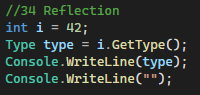 //34 Reflection
int i = 42;
Type type = i.GetType();
Console.WriteLine(type);
Console.WriteLine("");